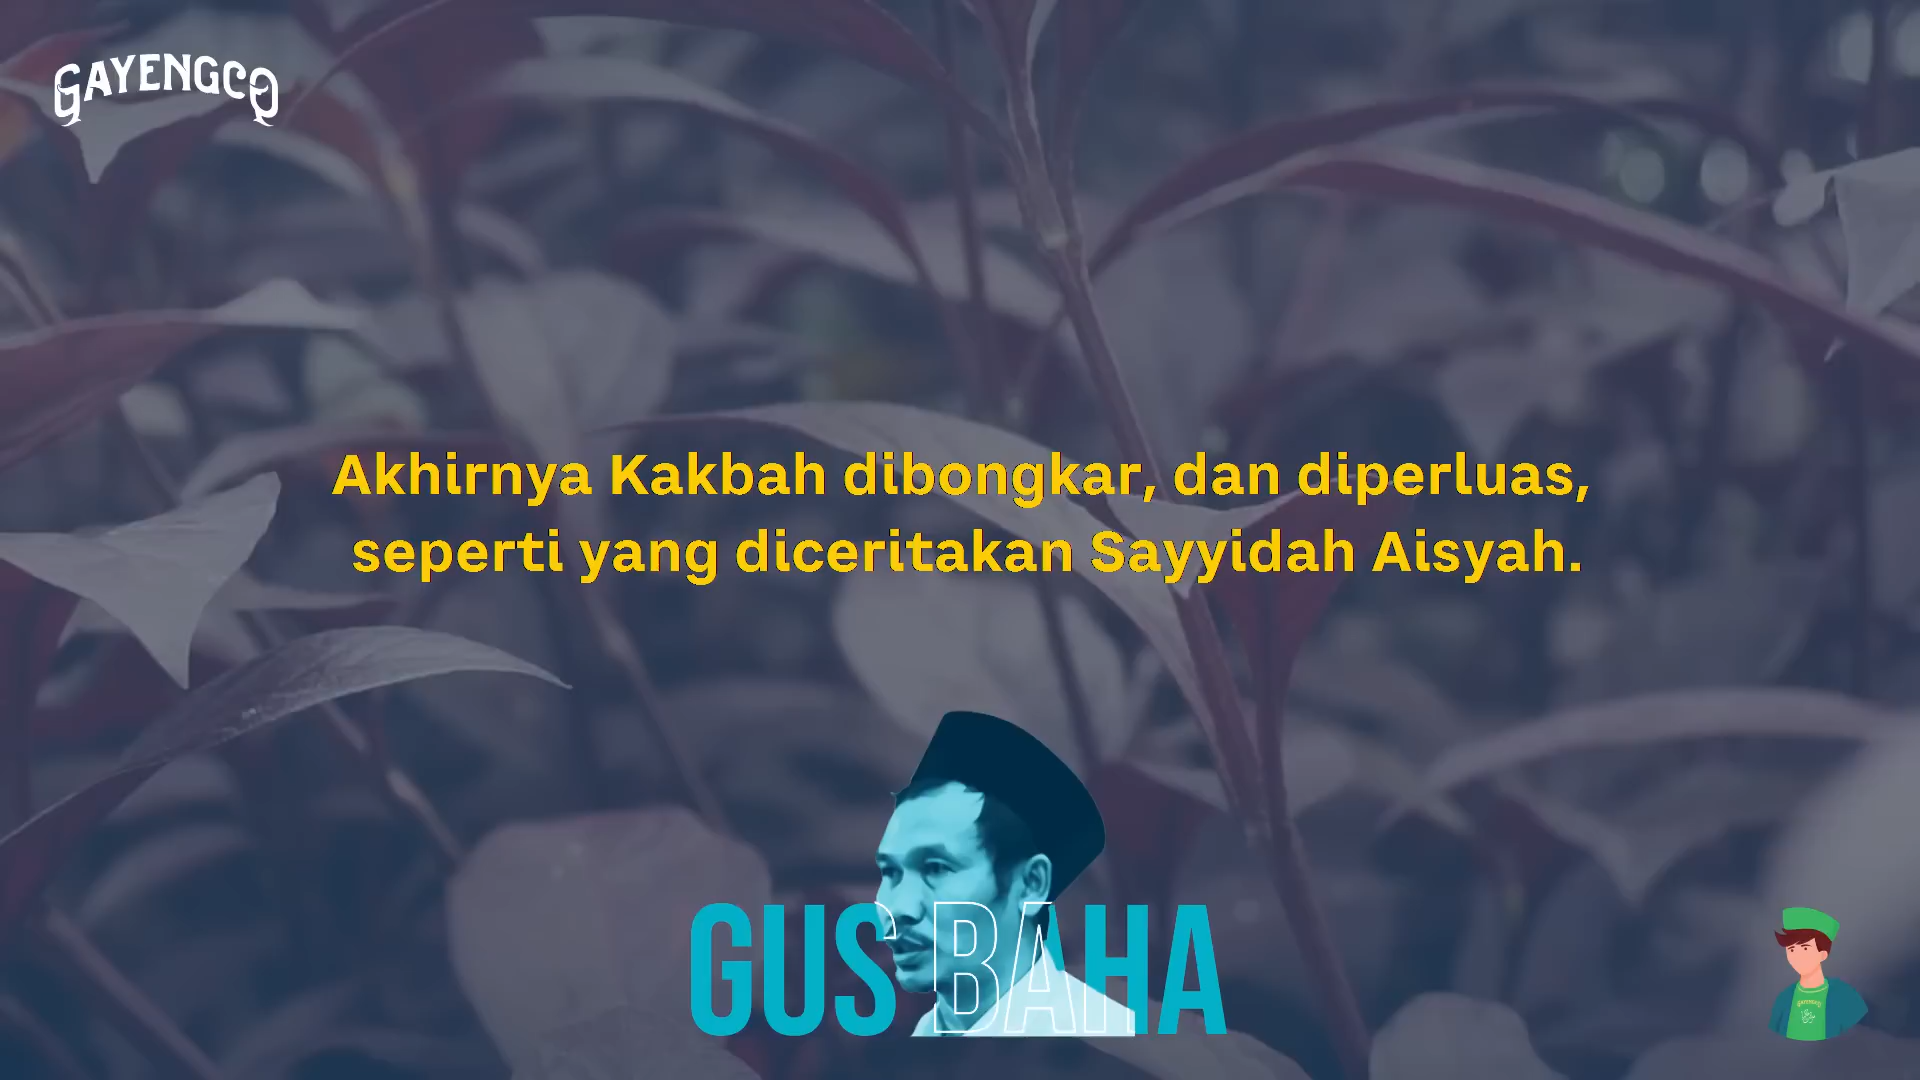 GAYENGCO
Akhirnya Kakbah dibongkar, dan diperluas,
seperti yang diceritakan Sayyidah Aisyah.
GUS BAHA